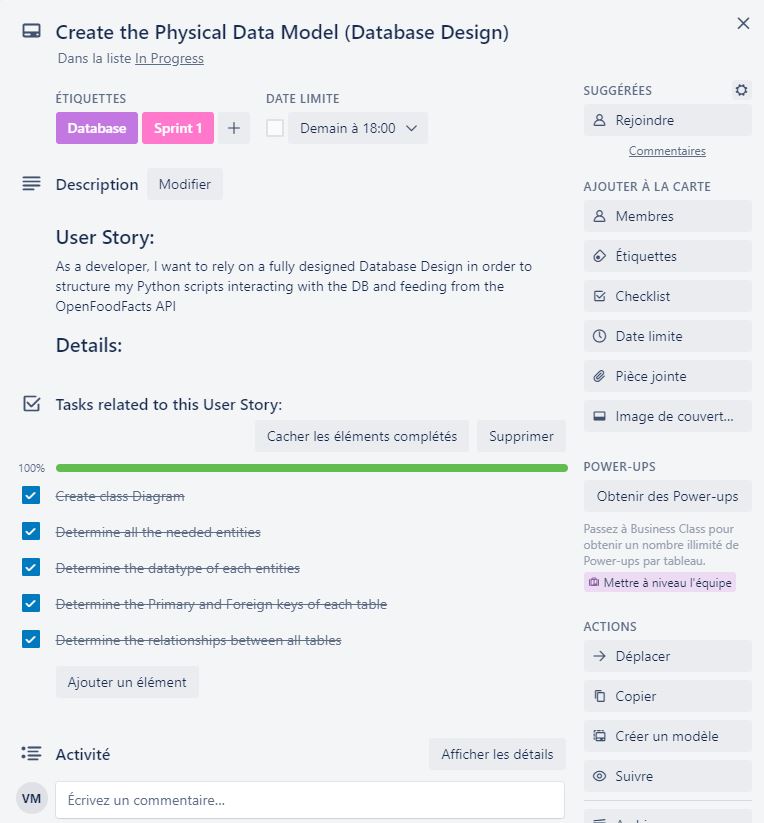 Create the Physical Data Model (Database Design)
Dans la liste In Progress
ÉTIQUETTES
Database
Sprint 1
DATE LIMITE
Demain à 18:00
Description
Modifier
User Story:
As a developer, I want to rely on a fully designed Database Design in order to
structure my Python scripts interacting with the DB and feeding from the
OpenFoodFacts API
Details:
Tasks related to this User Story:
Cacher les éléments complétés
Supprimer
100%
Create class Diagram
Determine all the needed entities
Determine the datatype of each entities
Determine the Primary and Foreign keys of each table
Determine the relationships between all tables
Ajouter un élément
Activité
Afficher les détails
VM
Écrivez un commentaire…
SUGGÉRÉES
Rejoindre
Commentaires
AJOUTER À LA CARTE
Membres
Étiquettes
Checklist
Date limite
Pièce jointe
Image de couvert…
POWER-UPS
Obtenir des Power-ups
Passez à Business Class pour
obtenir un nombre illimité de
Power-ups par tableau.
Mettre à niveau l'équipe
ACTIONS
Déplacer
Copier
Créer un modèle
Suivre